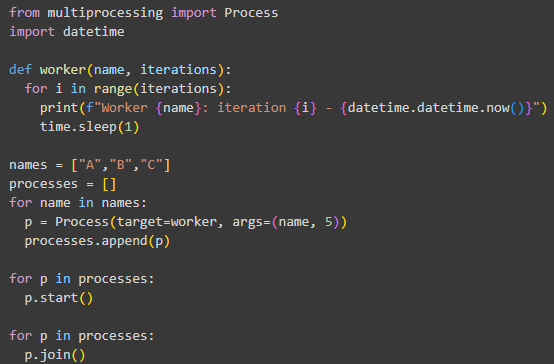 from multiprocessing import Process
import datetime

def worker(name, iterations):
  for i in range(iterations):
    print(f"Worker {name}: iteration {i} - {datetime.datetime.now()}")
    time.sleep(1)

names = ["A","B","C"]
processes = []
for name in names:
  p = Process(target=worker, args=(name, 5))
  processes.append(p)

for p in processes:
  p.start()

for p in processes:
  p.join()